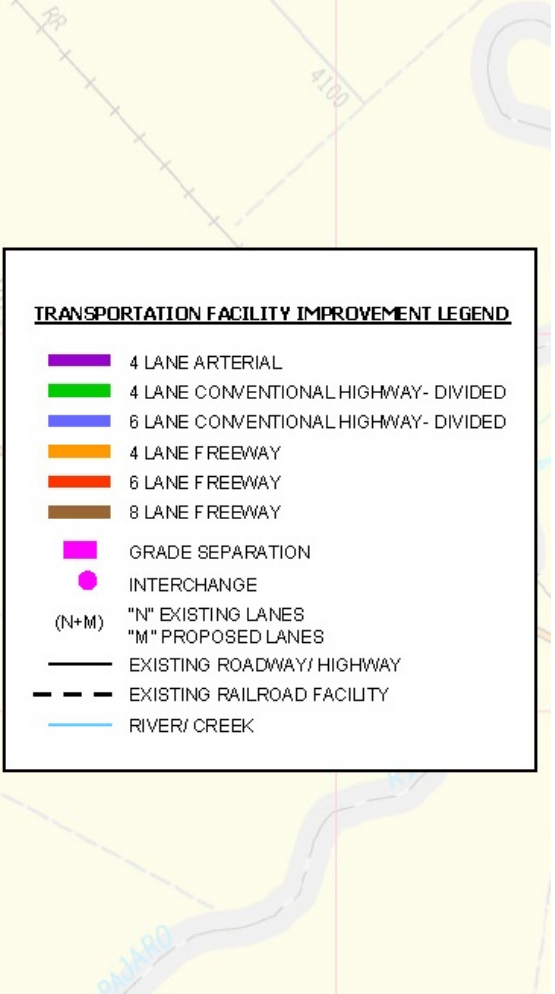 RR
4100
TRANSPORTATION FACILITY IMPROVEMENT LEGEND
4 LANE ARTERIAL
4 LANE CONVENTIONAL HIGHWAY- DIVIDED
6 LANE CONVENTIONAL HIGHWAY- DIVIDED
4 LANE FREEWAY
6 LANE FREEWAY
8 LANE FREEWAY
GRADE SEPARATION
INTERCHANGE
(N+M) "N" EXISTING LANES
"M" PROPOSED LANES
EXISTING ROADWAY/ HIGHWAY
EXISTING RAILROAD FACILITY
RIVER/ CREEK
PAJARO